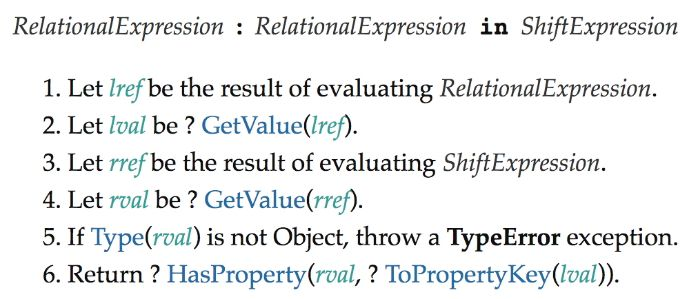 RelationalExpression : RelationalExpression in ShiftExpression
1. Let lref be the result of evaluating RelationalExpression.
2. Let lval be ? GetValue(lref).
3. Let rref be the result of evaluating ShiftExpression.
4. Let rval be ? GetValue(rref).
5. If Type(rval) is not Object, throw a TypeError exception.
6. Return ? HasProperty(rval, ? ToPropertyKey(lval)).